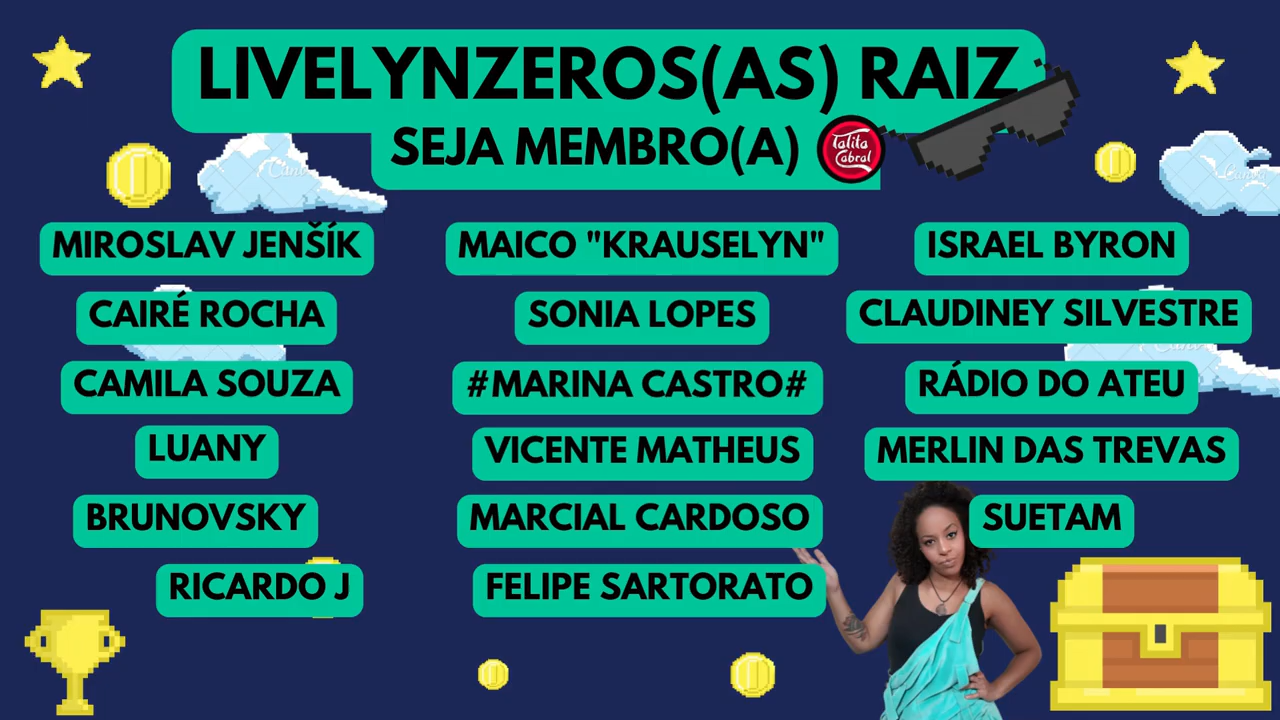 LIVELYNZEROS(AS) RAIZ
SEJA MEMBRO(A)
Talita
Cabral
Canva
MIROSLAV JENŠÍK
MAICO "KRAUSELYN"
ISRAEL BYRON
CAIRÉ ROCHA
SONIA LOPES
CLAUDINEY SILVESTRE
CAMILA SOUZA
#MARINA CASTRO#
RÁDIO DO ATEU
LUANY
VICENTE MATHEUS
MERLIN DAS TREVAS
BRUNOVSKY
MARCIAL CARDOSO
SUETAM
RICARDO J
FELIPE SARTORATO